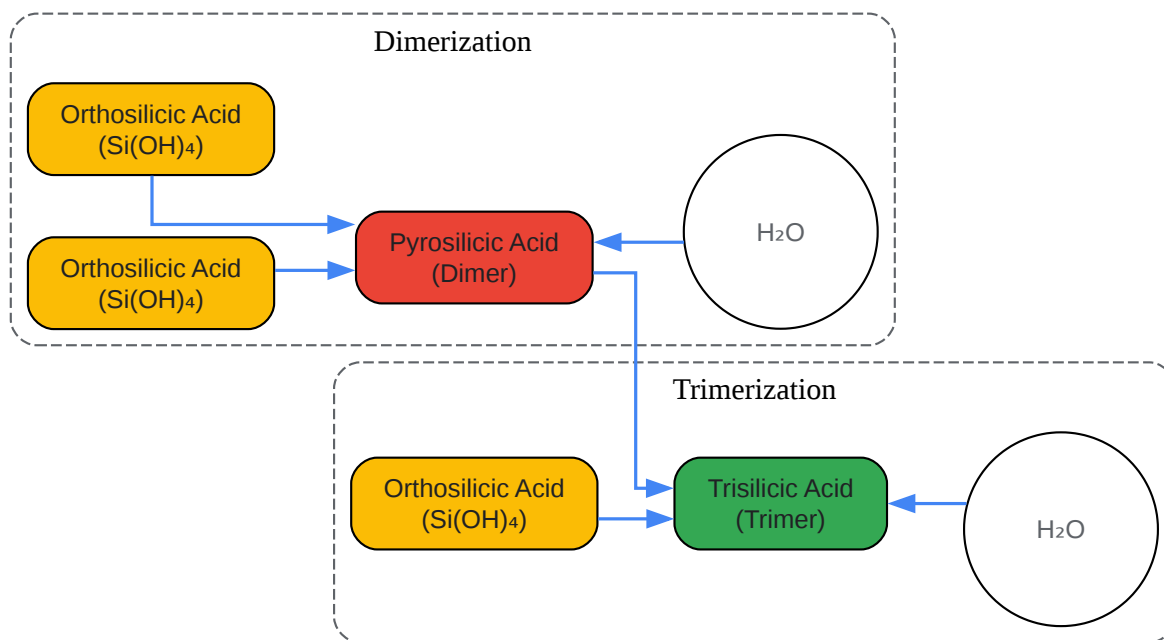 Dimerization
Orthosilicic Acid
(Si(OH)₄)
Orthosilicic Acid
(Si(OH)₄)
Pyrosilicic Acid
(Dimer)
H₂O
Trimerization
Orthosilicic Acid
(Si(OH)₄)
Trisilicic Acid
(Trimer)
H₂O